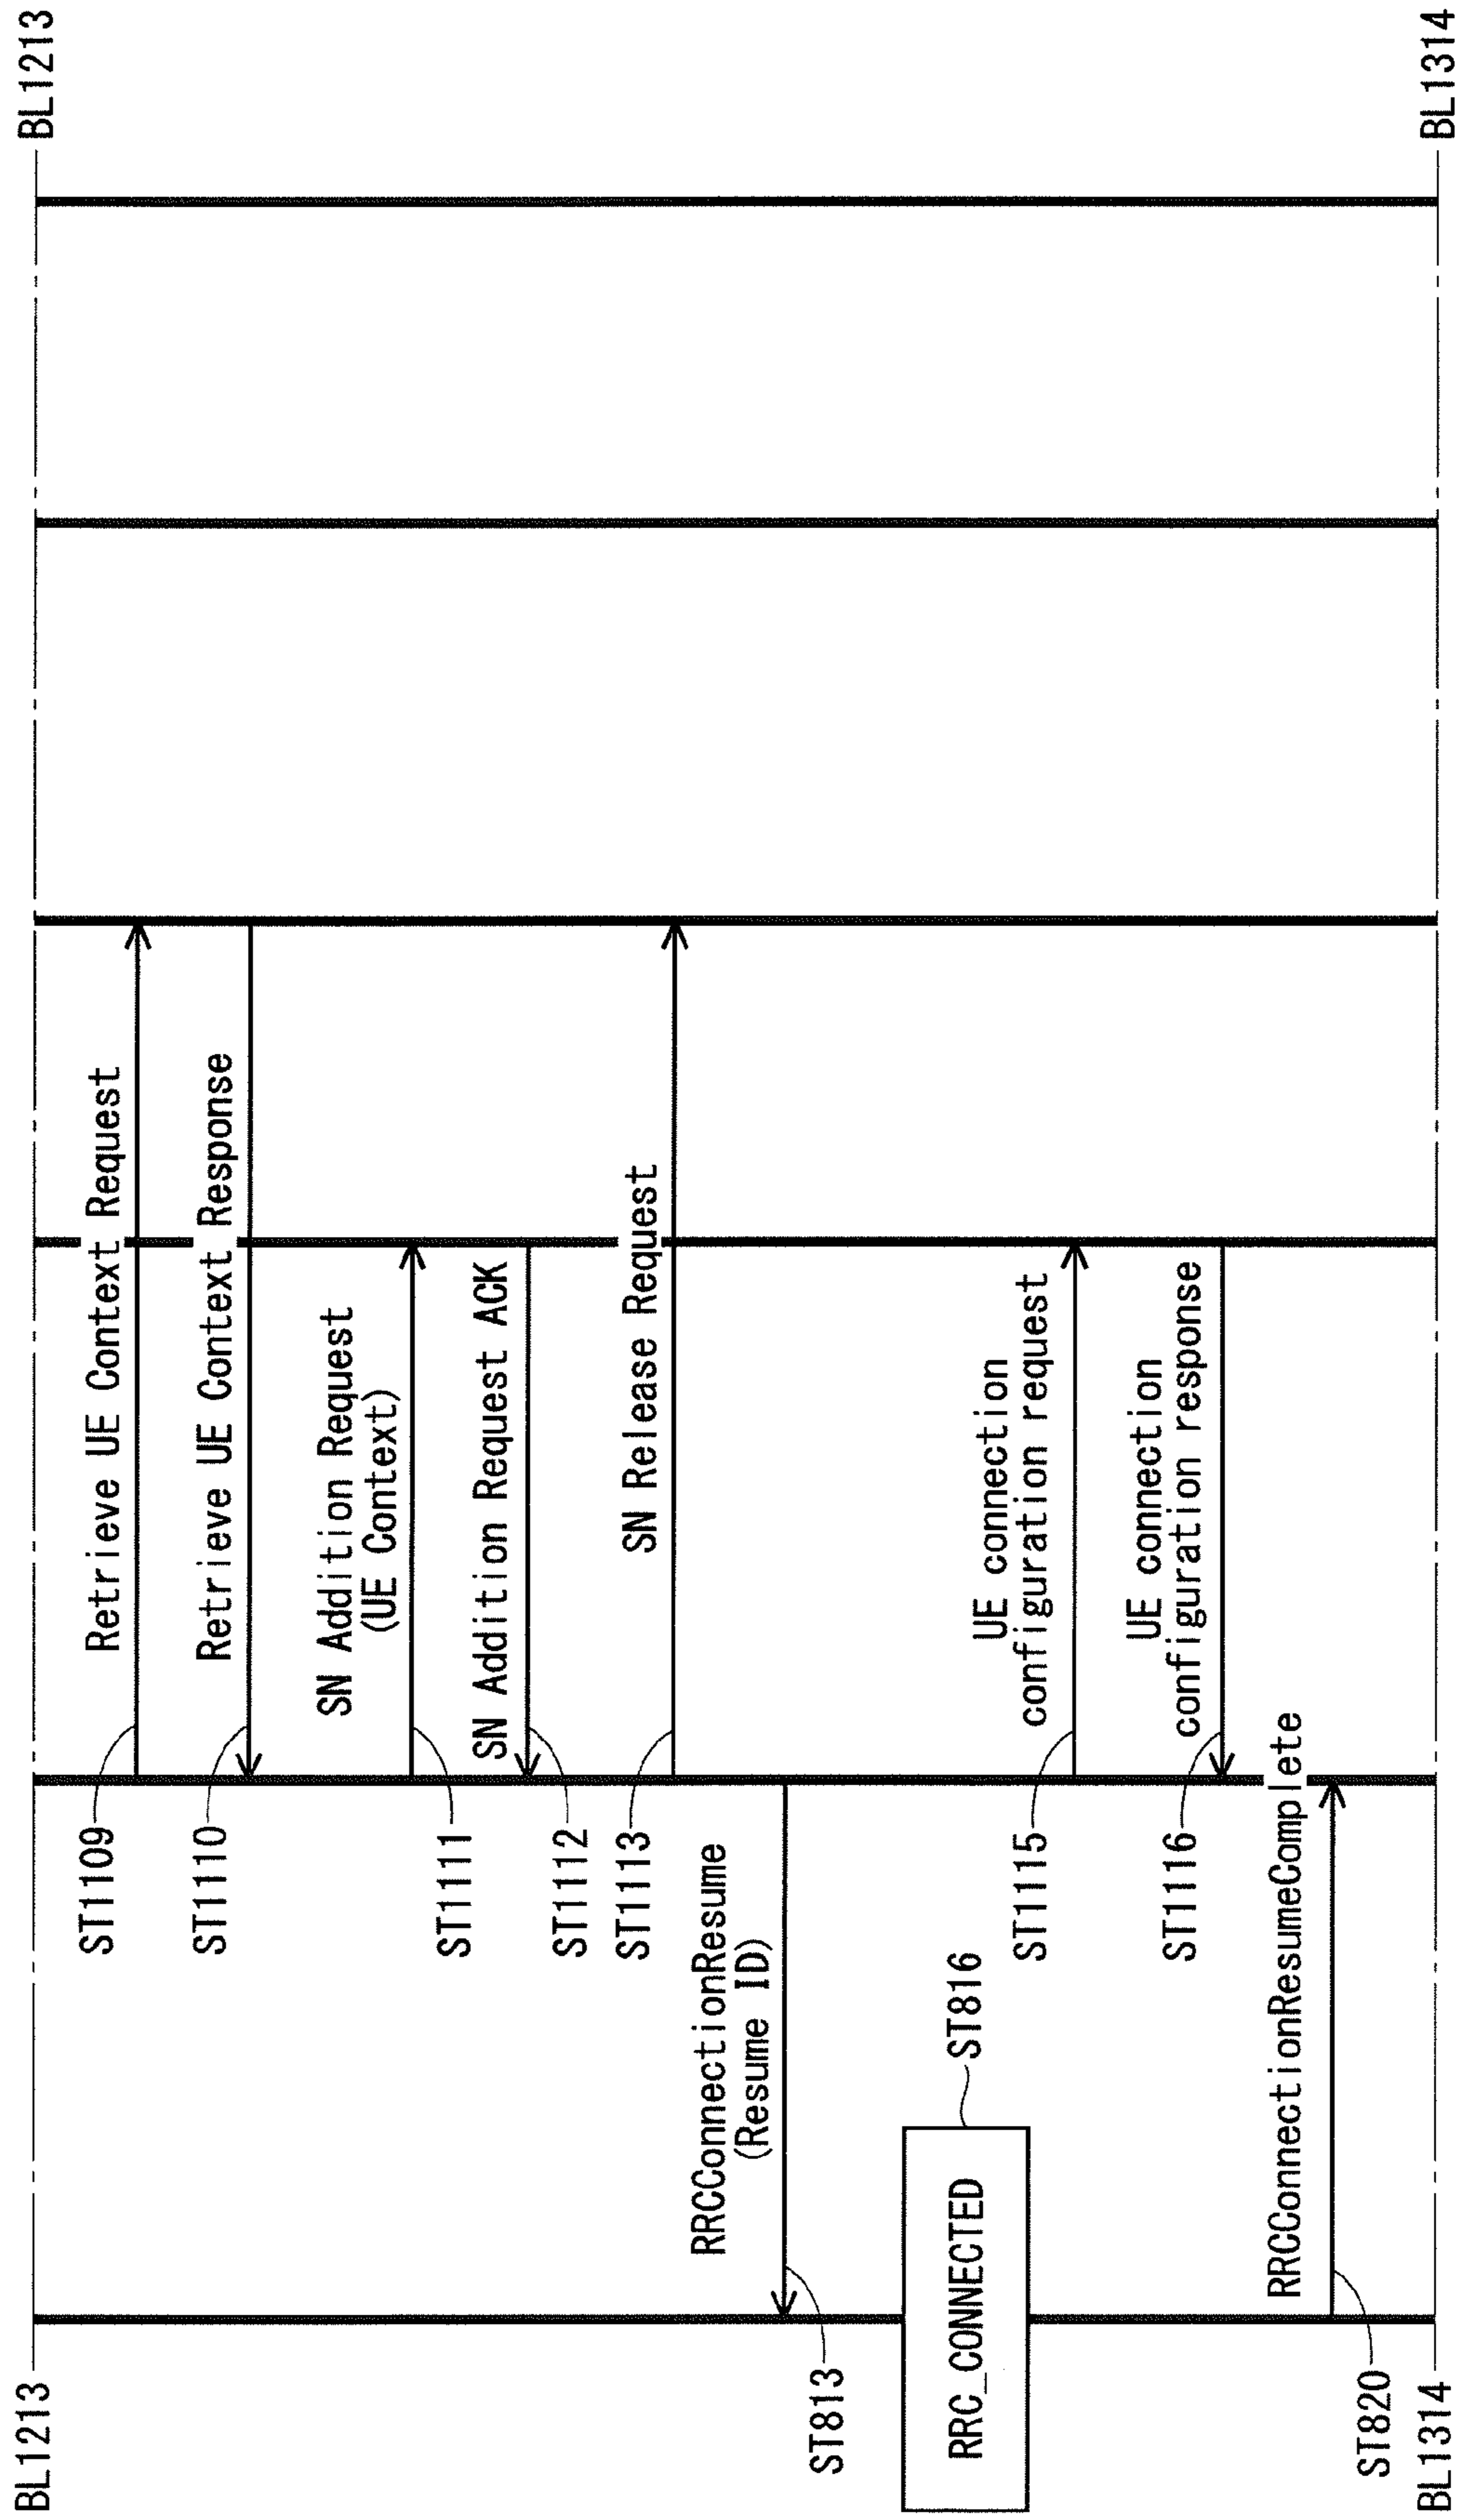 BL1213
BL1213
ST1109
Retrieve UE Context Request
ST1110
Retrieve UE Context Response
ST1111
SN Addition Request
(UE Context)
ST1112
SN Addition Request ACK
ST1113
SN Release Request
RRCConnectionResume
(Resume ID)
ST813
RRC_CONNECTED
ST816
ST1115
UE connection
configuration request
ST1116
UE connection
configuration response
RRCConnectionResumeComplete
ST820
BL1314
BL1314